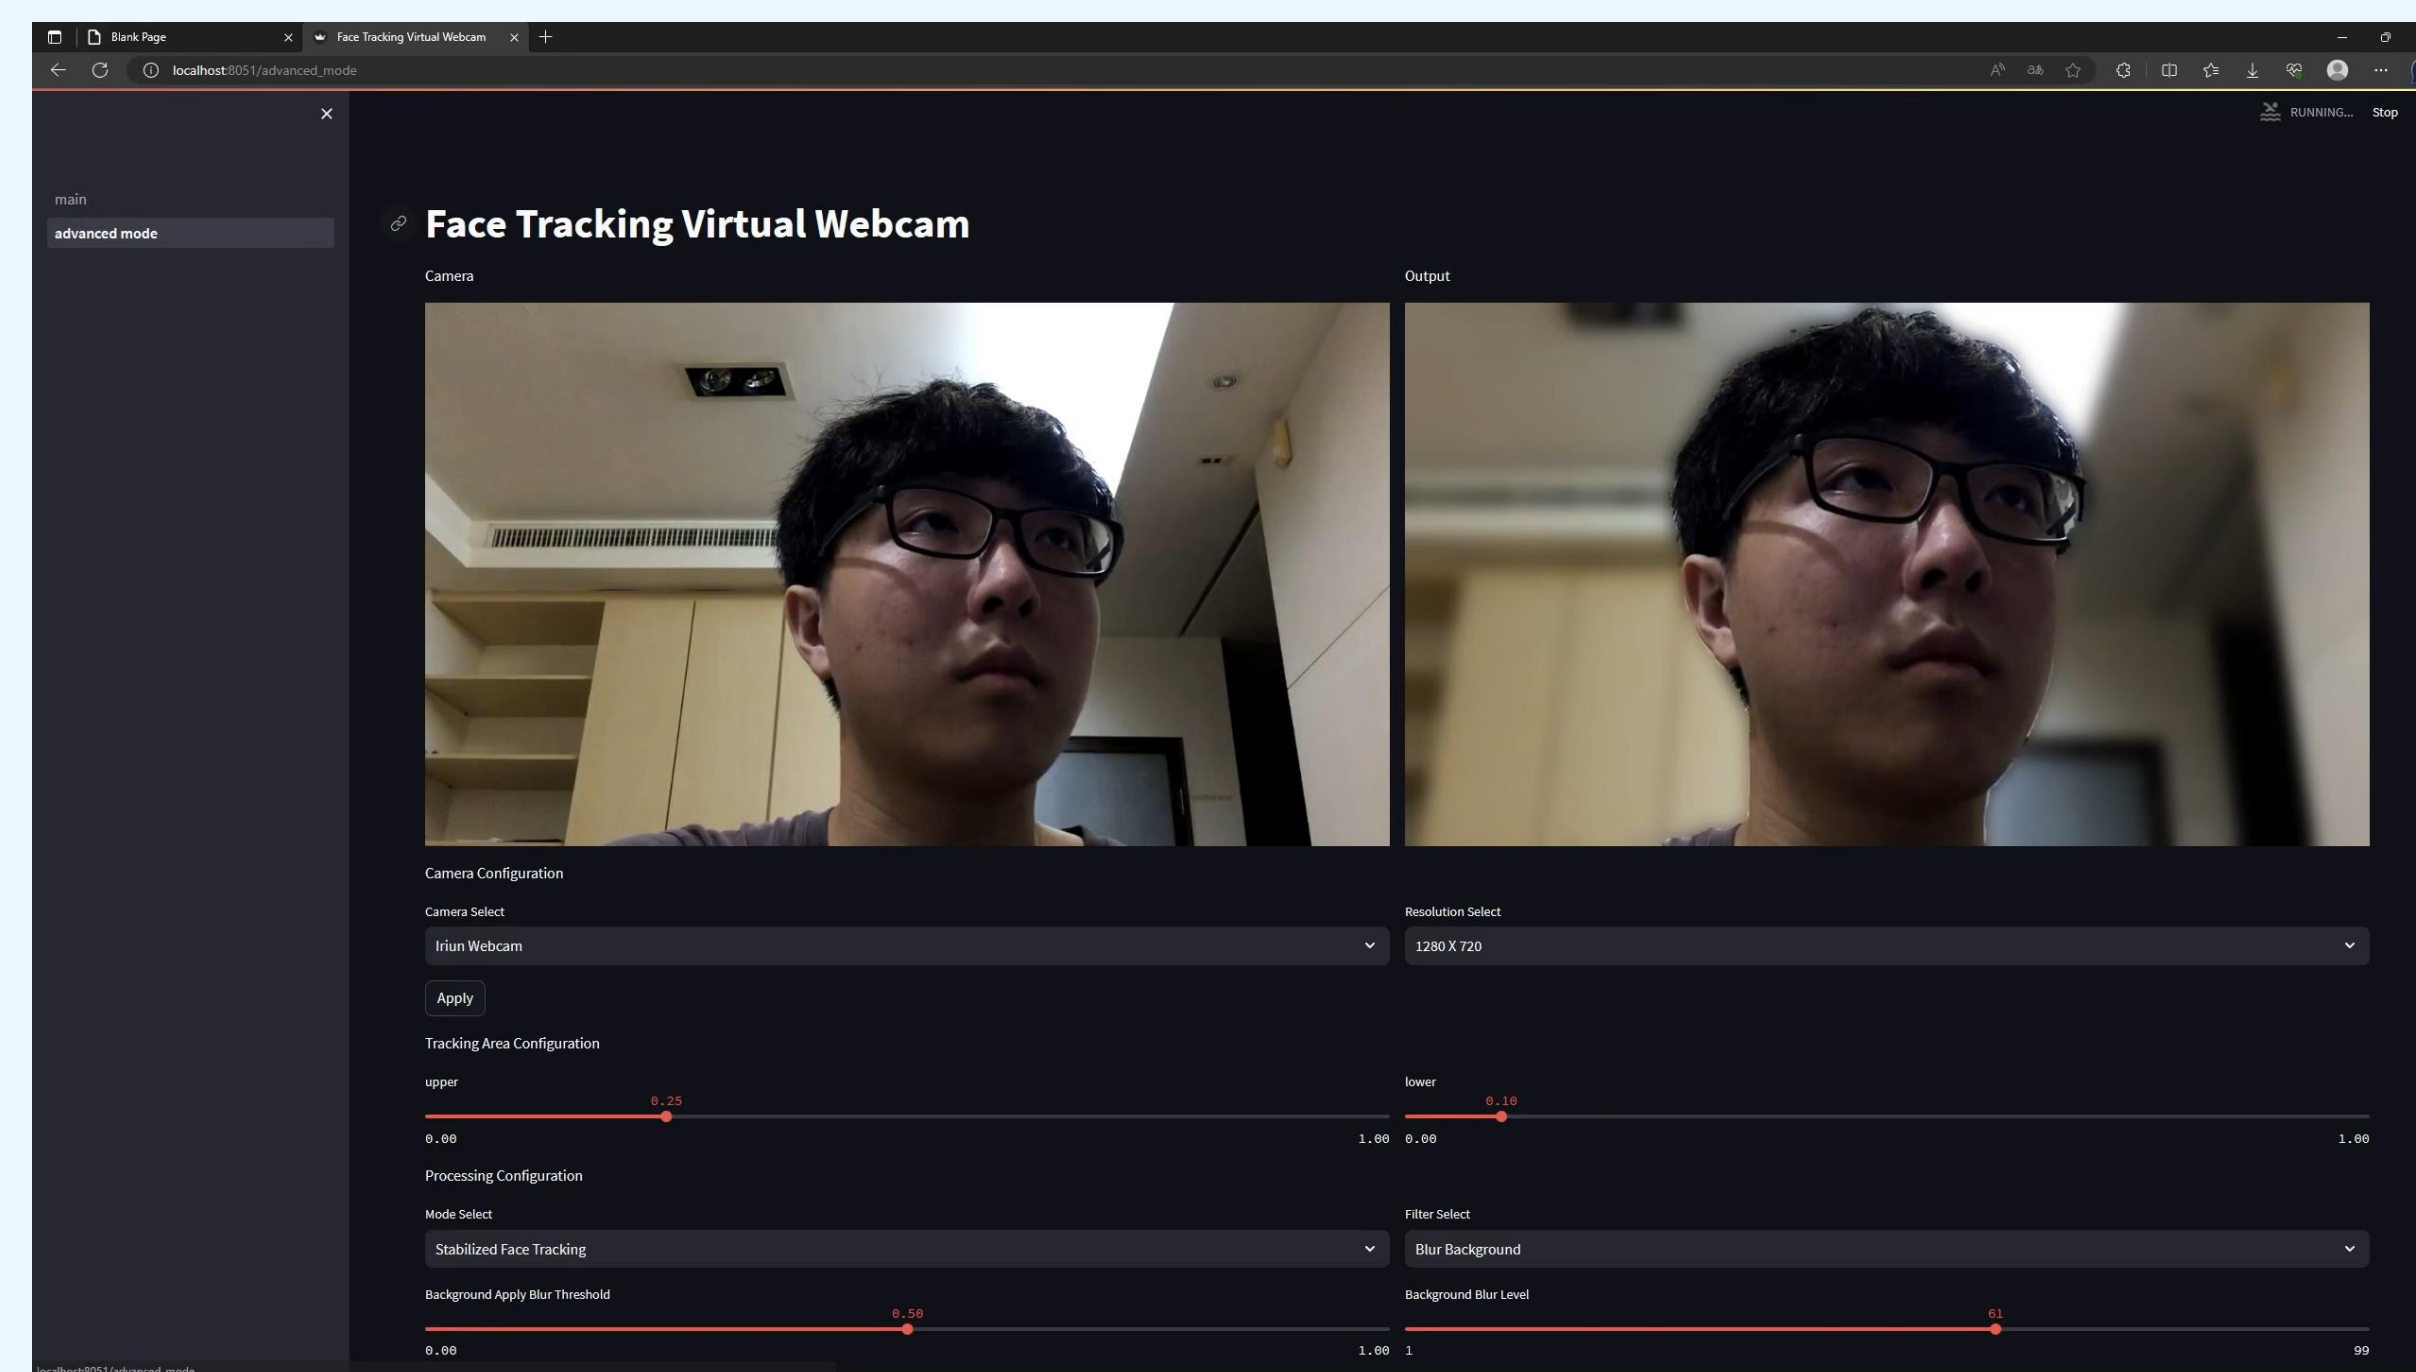 Blank Page
Face Tracking Virtual Webcam
localhost:8051/advanced_mode
RUNNING...
Stop
main
advanced mode
Face Tracking Virtual Webcam
Camera
Output
Camera Configuration
Camera Select
Resolution Select
Iriun Webcam
1280 X 720
Apply
Tracking Area Configuration
upper
lower
0.25
0.10
0.00
1.00
0.00
1.00
Processing Configuration
Mode Select
Filter Select
Stabilized Face Tracking
Blur Background
Background Apply Blur Threshold
Background Blur Level
0.50
61
0.00
1.00
1
99
localhost:8051/advanced_mode